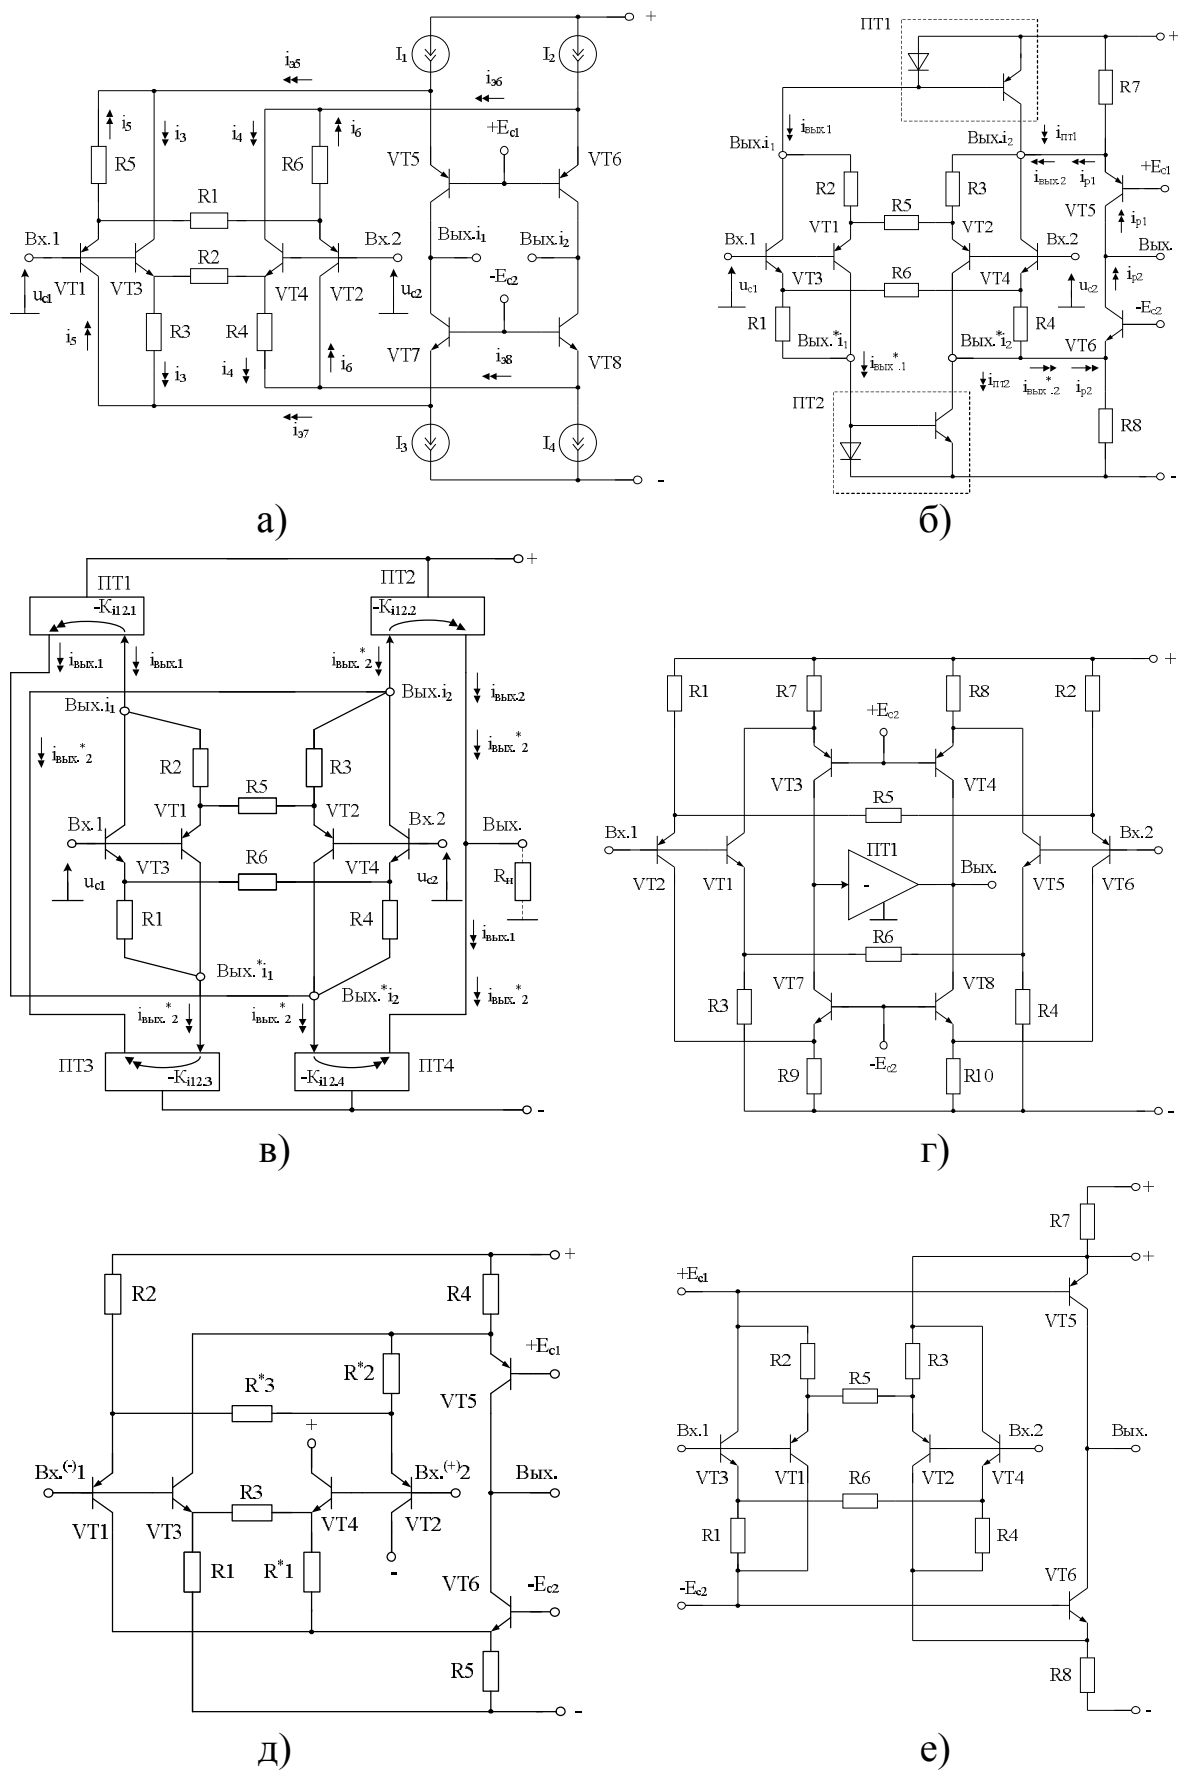 +
I₁
I₂
iэ5
iэ6
i₅
i₃
i₄
i₆
+Ec1
R5
R6
VT5
VT6
R1
Вх.1
Вх.2
Вых.i₁
Вых.i₂
R2
uc1
VT1
VT3
VT4
VT2
uc2
-Ec2
i₅
R3
R4
VT7
VT8
i₃
i₄
i₆
iэ8
iэ7
I₃
I₄
-
а)
ПТ1
+
R7
iвых.1
Вых.i₁
Вых.i₂
iпт1
iвых.2
iр1
+Ec1
R2
R3
VT5
VT1
R5
VT2
iр1
Вх.1
Вх.2
Вых.
uc1
VT3
R6
VT4
uc2
iр2
-Ec2
R1
R4
VT6
Вых.*i₁
Вых.*i₂
iвых*.1
iпт2
iвых*.2
iр2
ПТ2
R8
-
б)
+
ПТ1
ПТ2
-Ki12.1
-Ki12.2
iвых.1
iвых.1
iвых.*2
Вых.i₁
Вых.i₂
iвых.2
iвых.*2
iвых.*2
R2
R3
R5
VT1
VT2
Вх.1
Вх.2
Вых.
VT3
VT4
uc1
R6
uc2
Rн
R1
R4
iвых.1
Вых.*i₁
Вых.*i₂
iвых.*2
iвых.*2
iвых.*2
ПТ3
-Ki12.3
-Ki12.4
ПТ4
-
в)
+
R1
R7
R8
R2
+Ec2
VT3
VT4
R5
Вх.1
Вх.2
ПТ1
-
Вых.
VT2
VT1
VT5
VT6
R6
VT7
VT8
R3
R4
-Ec2
R9
R10
-
г)
+
R2
R4
+Ec1
R*2
R*3
VT5
+
Вх.(-)1
Вх.(+)2
Вых.
R3
VT1
VT3
VT4
VT2
R1
R*1
-
VT6
-Ec2
R5
-
д)
+
R7
+
+Ec1
VT5
R2
R3
R5
Вх.1
Вх.2
Вых.
VT3
VT1
VT2
VT4
R6
R1
R4
VT6
-Ec2
R8
-
е)